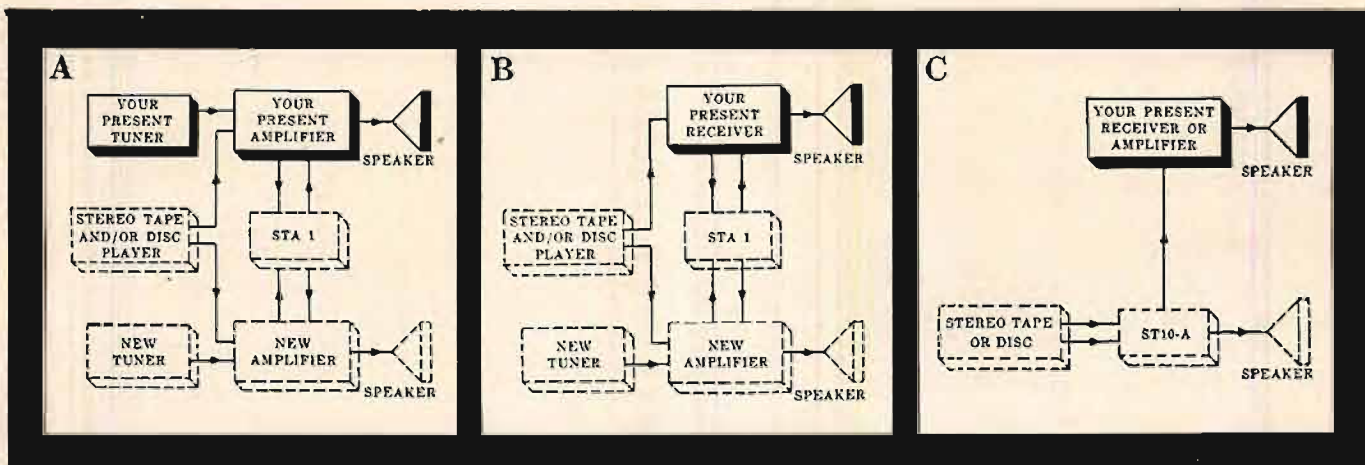 A
YOUR
PRESENT
TUNER
YOUR
PRESENT
AMPLIFIER
SPEAKER
STEREO TAPE
AND/OR DISC
PLAYER
STA 1
NEW
TUNER
NEW
AMPLIFIER
SPEAKER
B
YOUR
PRESENT
RECEIVER
SPEAKER
STEREO TAPE
AND/OR DISC
PLAYER
STA 1
NEW
TUNER
NEW
AMPLIFIER
SPEAKER
C
YOUR PRESENT
RECEIVER OR
AMPLIFIER
SPEAKER
STEREO TAPE
OR DISC
ST10-A
SPEAKER